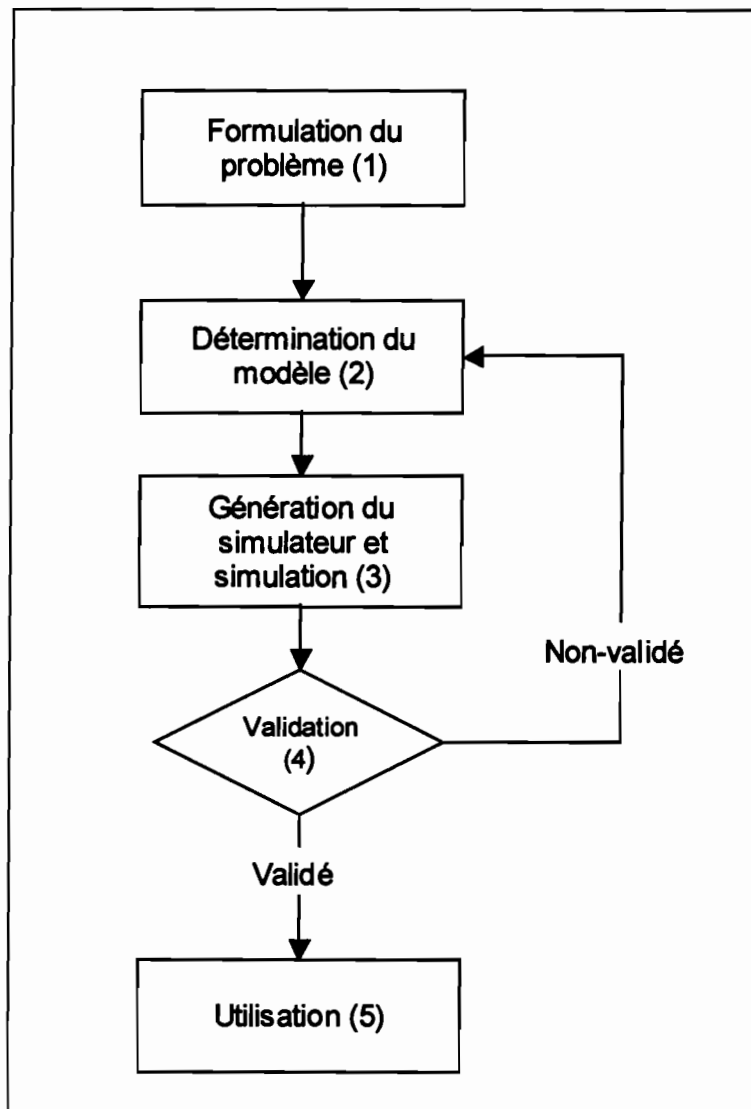 Formulation du
problème (1)
Détermination du
modèle (2)
Génération du
simulateur et
simulation (3)
Non-validé
Validation
(4)
Validé
Utilisation (5)